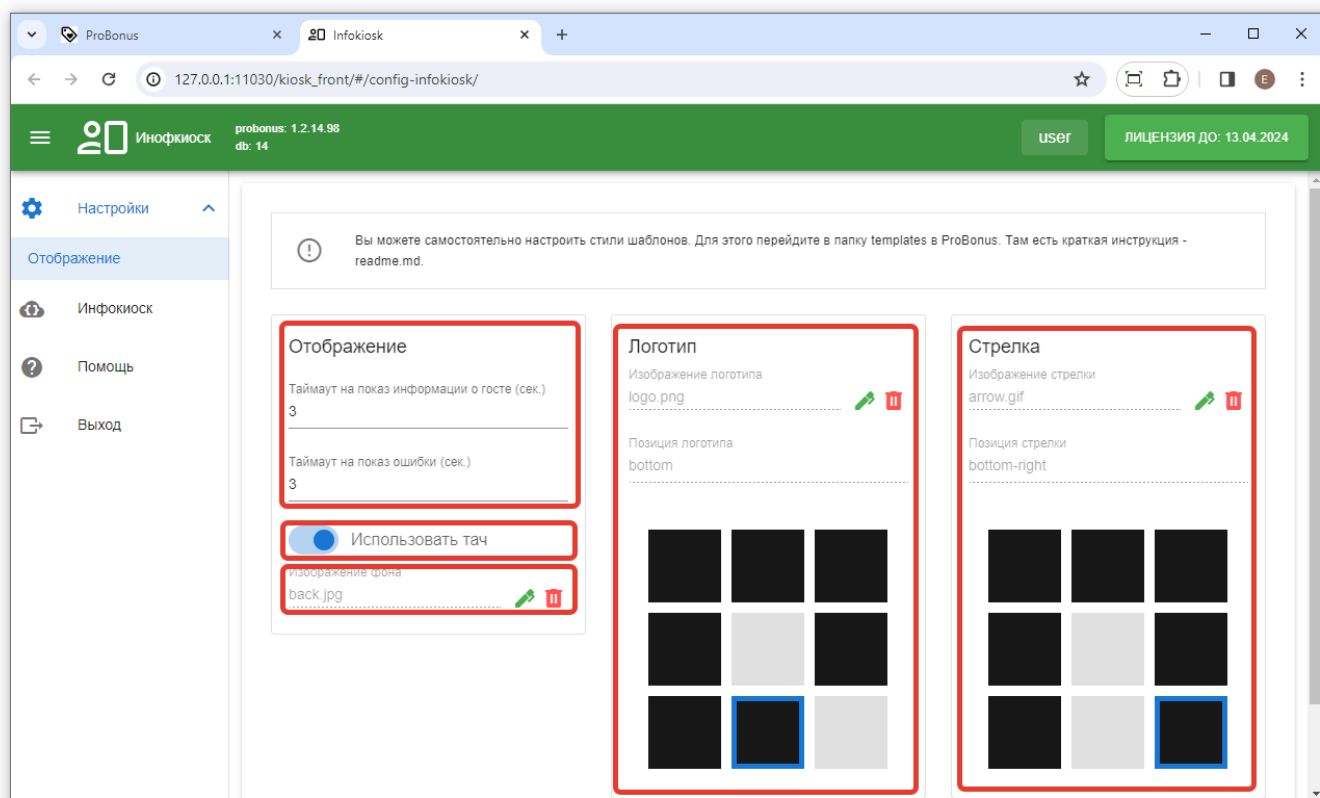 ProBonus
Infokiosk
127.0.0.1:11030/kiosk_front/#/config-infokiosk/
E
Инофкиоск
probonus: 1.2.14.98
db: 14
user
ЛИЦЕНЗИЯ ДО: 13.04.2024
Настройки
Отображение
Инфокиоск
Помощь
Выход
Вы можете самостоятельно настроить стили шаблонов. Для этого перейдите в папку templates в ProBonus. Там есть краткая инструкция -
readme.md.
Отображение
Таймаут на показ информации о госте (сек.)
3
Таймаут на показ ошибки (сек.)
3
Использовать тач
Изображение фона
back.jpg
Логотип
Изображение логотипа
logo.png
Позиция логотипа
bottom
Стрелка
Изображение стрелки
arrow.gif
Позиция стрелки
bottom-right